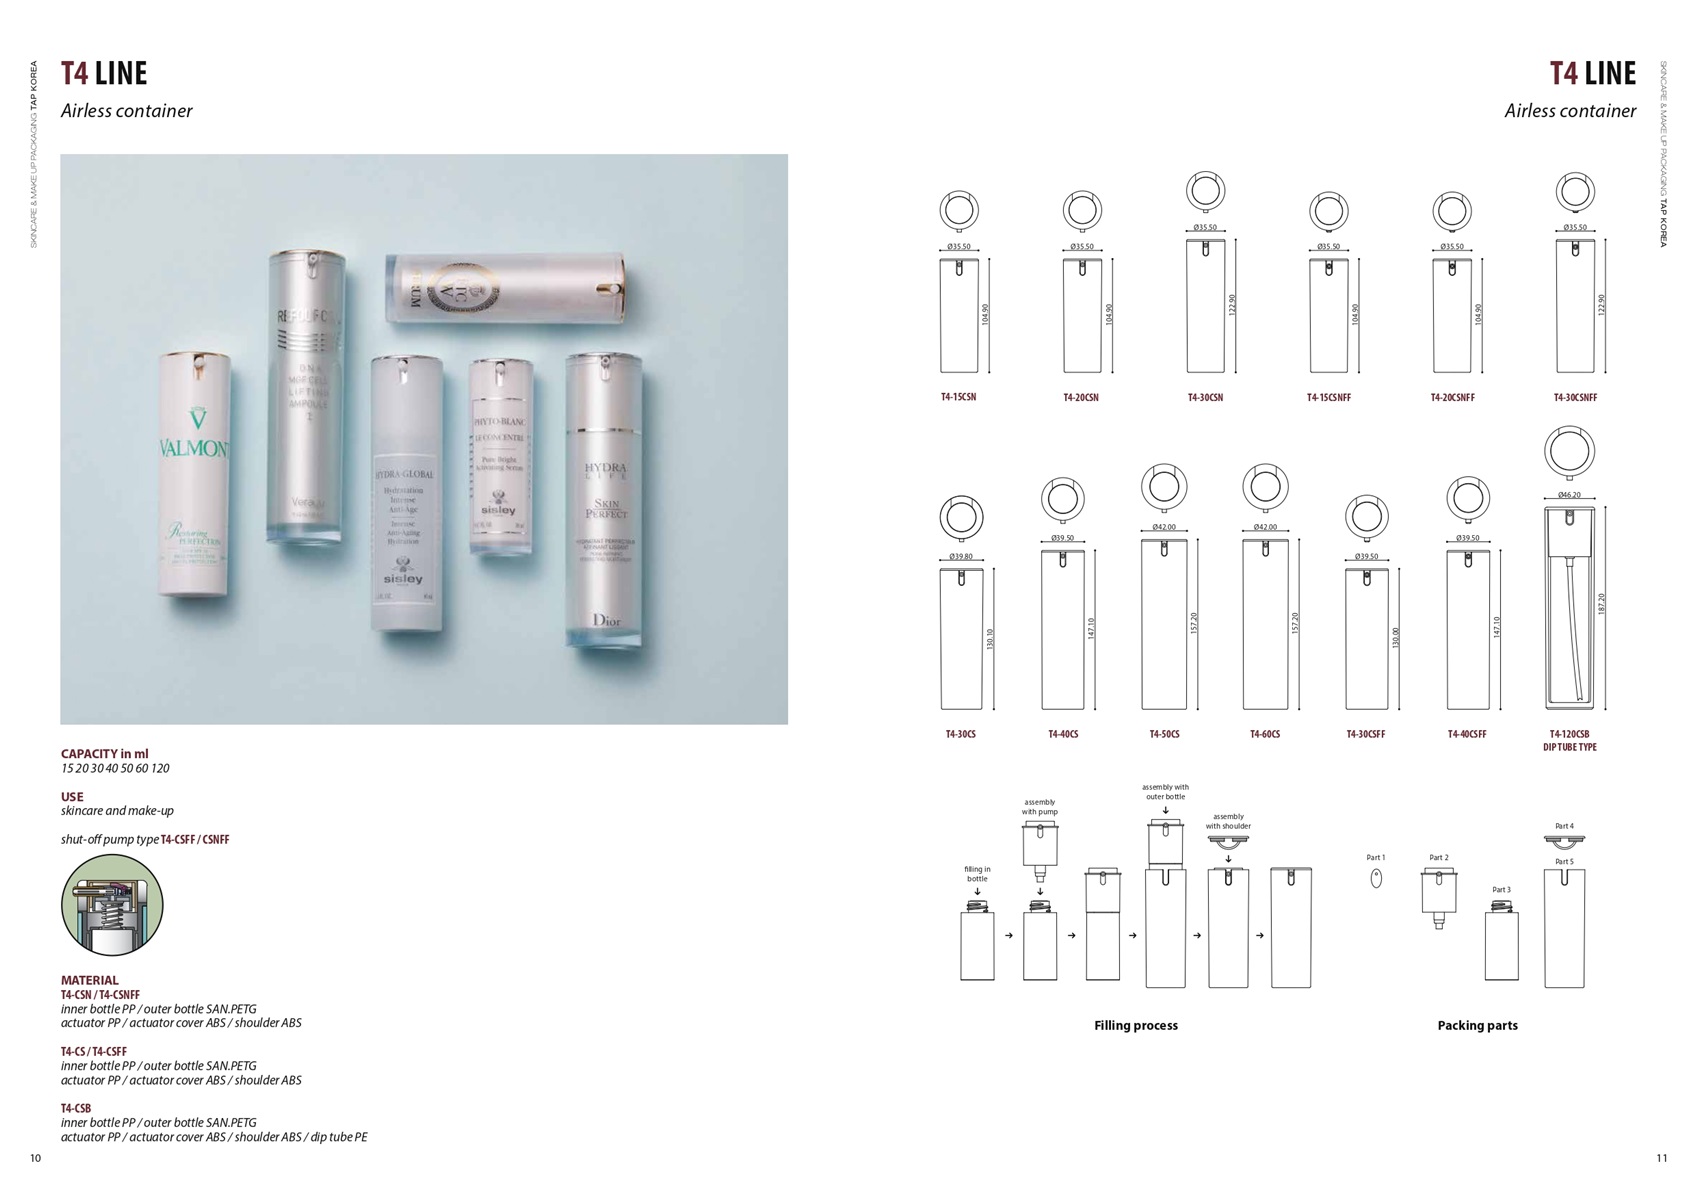 SKINCARE & MAKE UP PACKAGING TAP KOREA
T4 LINE
Airless container
VALMON
V
DNA
LIFTING
AMPOULE
2
HYDRA-GLOBAL
Hydratation
Intense
Anti-Age
Intense
Anti-Aging
Hydration
sisley
PHYTO-BLANC
LE CONCENTRÉ
Pure Bright
Activating Serum
sisley
HYDRA
LIFE
SKIN
PERFECT
Dior
Restoring
PERFECTION
CAPACITY in ml
15 20 30 40 50 60 120
USE
skincare and make-up
shut-off pump type T4-CSFF / CSNFF
MATERIAL
T4-CSN / T4-CSNFF
inner bottle PP / outer bottle SAN.PETG
actuator PP / actuator cover ABS / shoulder ABS
T4-CS / T4-CSFF
inner bottle PP / outer bottle SAN.PETG
actuator PP / actuator cover ABS / shoulder ABS
T4-CSB
inner bottle PP / outer bottle SAN.PETG
actuator PP / actuator cover ABS / shoulder ABS / dip tube PE
10
T4 LINE
Airless container
SKINCARE & MAKE UP PACKAGING TAP KOREA
Ø35.50 Ø35.50 Ø35.50 Ø35.50 Ø35.50 Ø35.50
104.90 104.90 122.90 104.90 104.90 122.90
T4-15CSN T4-20CSN T4-30CSN T4-15CSNFF T4-20CSNFF T4-30CSNFF
Ø39.80 Ø39.50 Ø42.00 Ø42.00 Ø39.50 Ø39.50 Ø46.20
130.10 147.10 157.20 157.20 130.00 147.10 187.20
T4-30CS T4-40CS T4-50CS T4-60CS T4-30CSFF T4-40CSFF T4-120CSB
DIP TUBE TYPE
filling in
bottle
assembly
with pump
assembly with
outer bottle
assembly
with shoulder
Filling process
Part 1
Part 2
Part 3
Part 4
Part 5
Packing parts
11